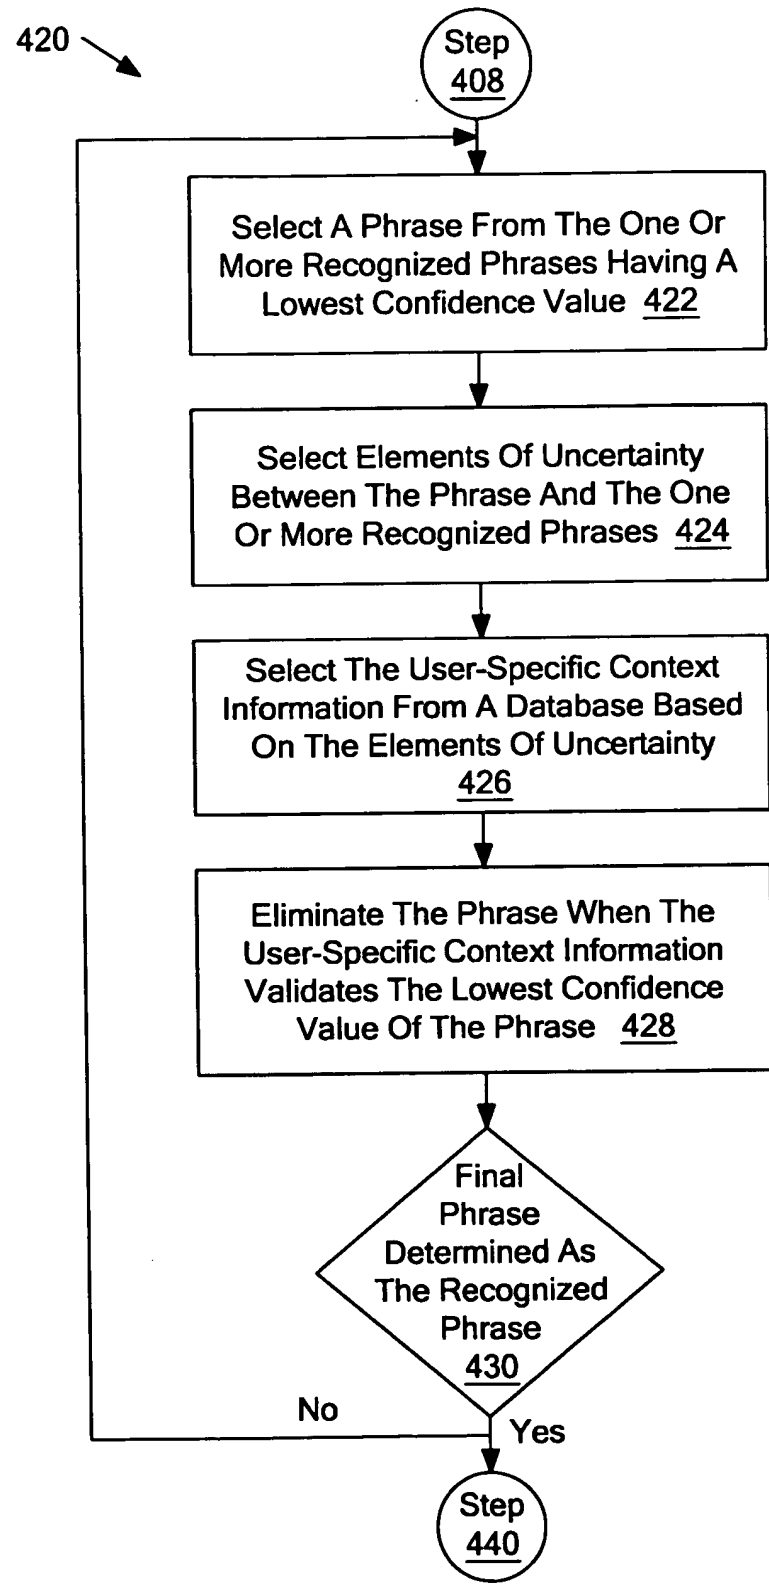 420
Step
408
Select A Phrase From The One Or
More Recognized Phrases Having A
Lowest Confidence Value 422
Select Elements Of Uncertainty
Between The Phrase And The One
Or More Recognized Phrases 424
Select The User-Specific Context
Information From A Database Based
On The Elements Of Uncertainty
426
Eliminate The Phrase When The
User-Specific Context Information
Validates The Lowest Confidence
Value Of The Phrase 428
Final
Phrase
Determined As
The Recognized
Phrase
430
No
Yes
Step
440